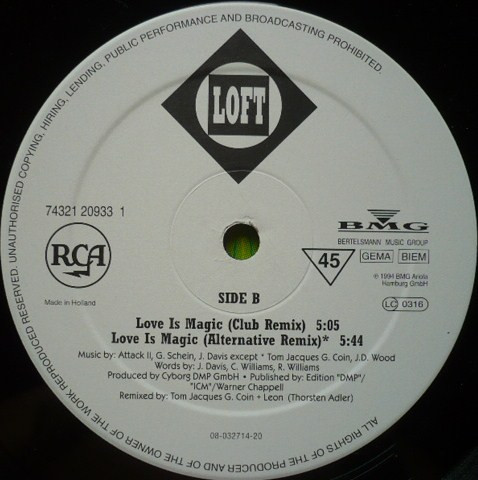 ALL RIGHTS OF THE PRODUCER AND OF THE OWNER OF THE WORK REPRODUCED RESERVED. UNAUTHORISED COPYING, HIRING, LENDING, PUBLIC PERFORMANCE AND BROADCASTING PROHIBITED.
LOFT
74321 20933 1
RCA
Made in Holland
BMG
BERTELSMANN MUSIC GROUP
45
GEMA BIEM
℗ 1994 BMG Ariola
Hamburg GmbH
LC 0316
SIDE B
Love Is Magic (Club Remix) 5:05
Love Is Magic (Alternative Remix)* 5:44
Music by: Attack II, G. Schein, J. Davis except * Tom Jacques G. Coin, J.D. Wood
Words by: J. Davis, C. Williams, R. Williams
Produced by Cyborg DMP GmbH • Published by: Edition "DMP"/
"ICM"/Warner Chappell
Remixed by: Tom Jacques G. Coin + Leon (Thorsten Adler)
08-032714-20